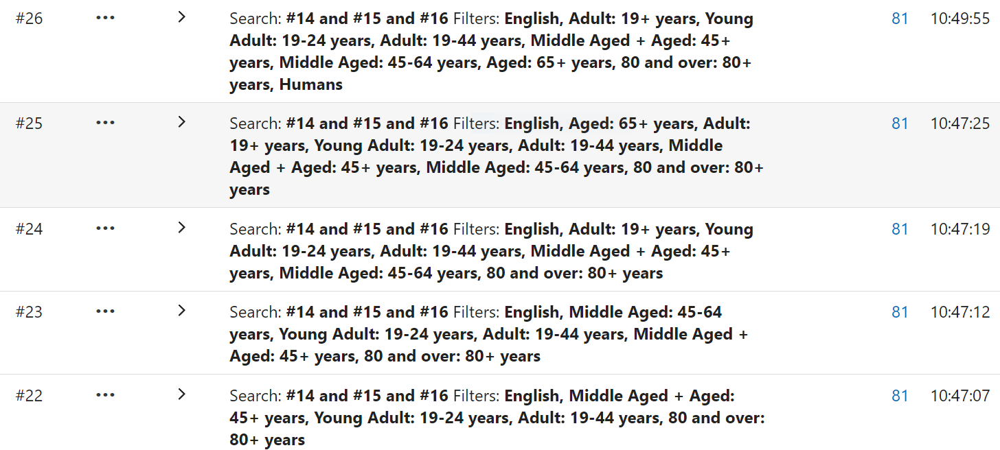 #26 ••• > Search: #14 and #15 and #16 Filters: English, Adult: 19+ years, Young 81 10:49:55
Adult: 19-24 years, Adult: 19-44 years, Middle Aged + Aged: 45+
years, Middle Aged: 45-64 years, Aged: 65+ years, 80 and over: 80+
years, Humans
#25 ••• > Search: #14 and #15 and #16 Filters: English, Aged: 65+ years, Adult: 81 10:47:25
19+ years, Young Adult: 19-24 years, Adult: 19-44 years, Middle
Aged + Aged: 45+ years, Middle Aged: 45-64 years, 80 and over: 80+
years
#24 ••• > Search: #14 and #15 and #16 Filters: English, Adult: 19+ years, Young 81 10:47:19
Adult: 19-24 years, Adult: 19-44 years, Middle Aged + Aged: 45+
years, Middle Aged: 45-64 years, 80 and over: 80+ years
#23 ••• > Search: #14 and #15 and #16 Filters: English, Middle Aged: 45-64 81 10:47:12
years, Young Adult: 19-24 years, Adult: 19-44 years, Middle Aged +
Aged: 45+ years, 80 and over: 80+ years
#22 ••• > Search: #14 and #15 and #16 Filters: English, Middle Aged + Aged: 81 10:47:07
45+ years, Young Adult: 19-24 years, Adult: 19-44 years, 80 and over:
80+ years